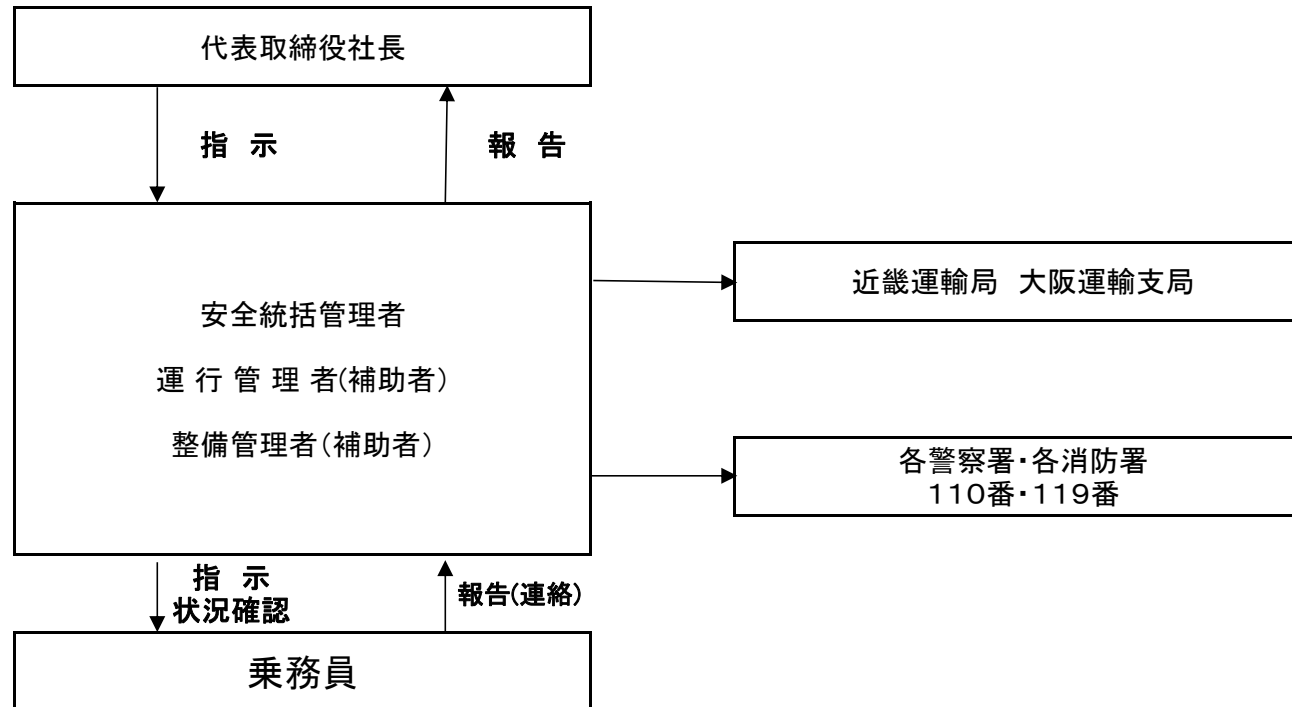 代表取締役社長
指 示
報 告
安全統括管理者
運 行 管 理 者(補助者)
整備管理者(補助者)
近畿運輸局 大阪運輸支局
各警察署・各消防署
110番・119番
指 示
状況確認
報告(連絡)
乗務員